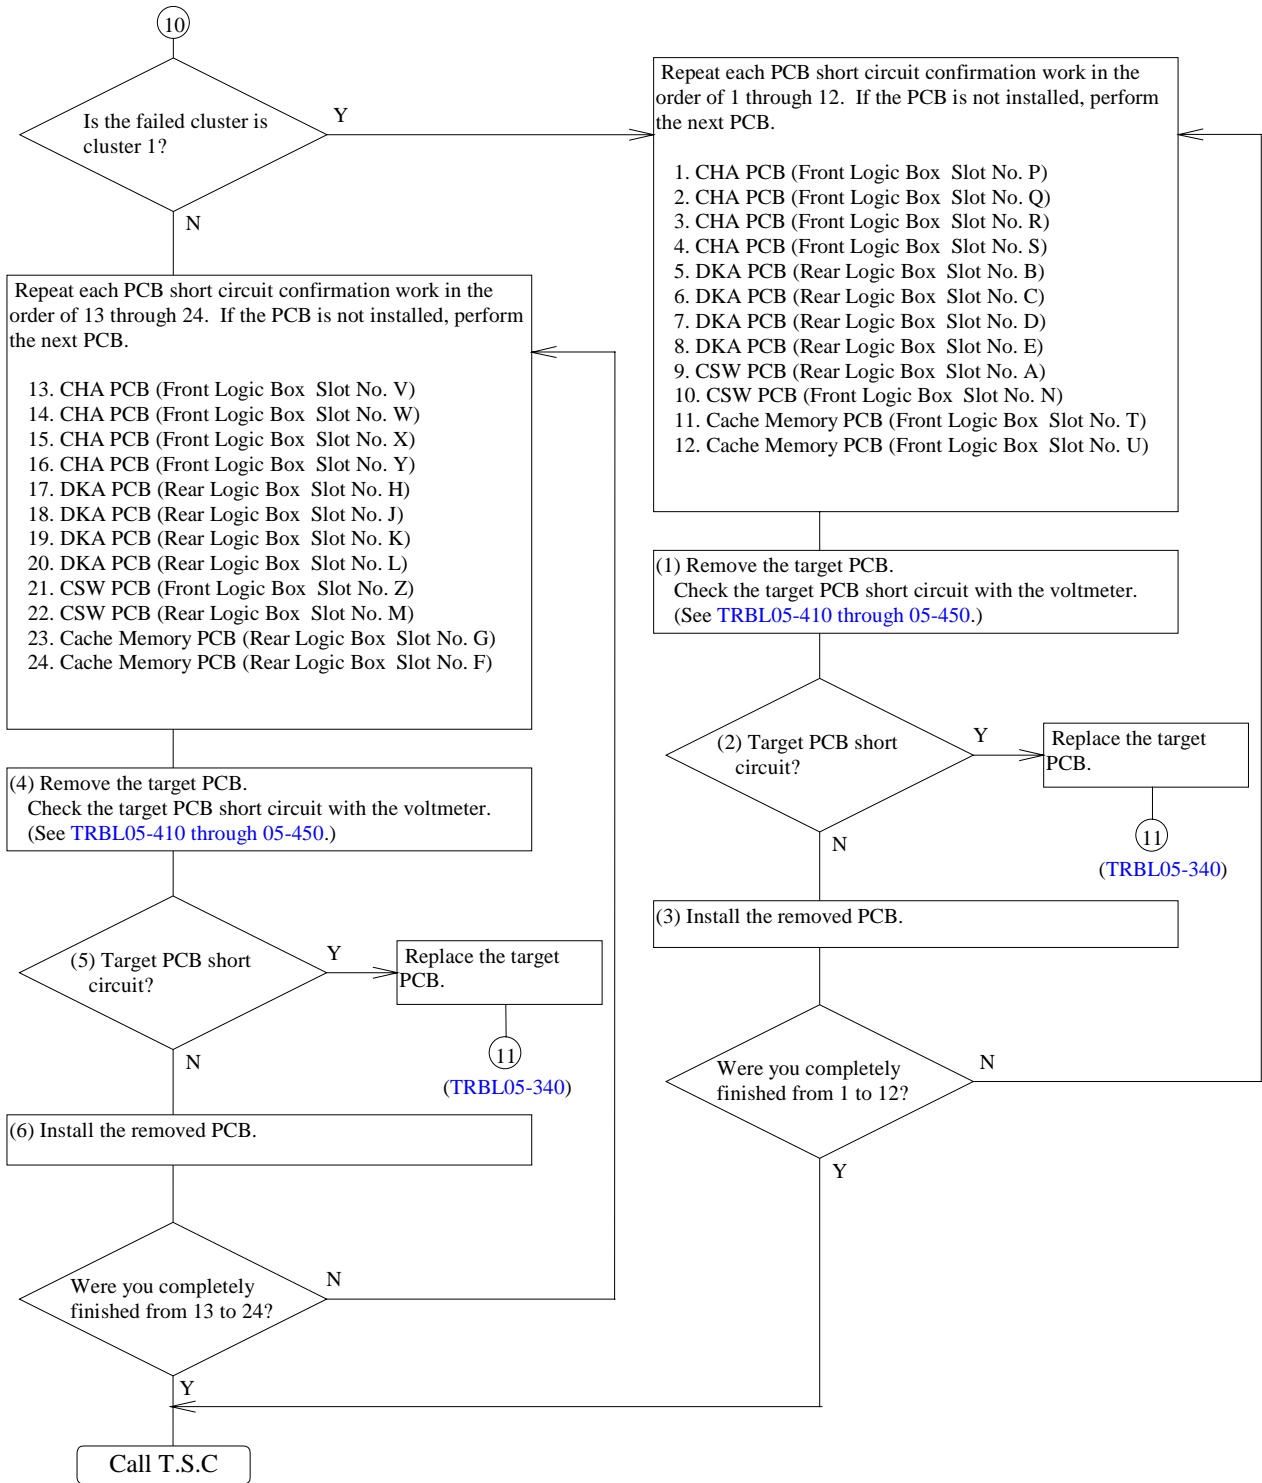 10
Is the failed cluster is
cluster 1?
Y
N
Repeat each PCB short circuit confirmation work in the
order of 1 through 12. If the PCB is not installed, perform
the next PCB.
1. CHA PCB (Front Logic Box Slot No. P)
2. CHA PCB (Front Logic Box Slot No. Q)
3. CHA PCB (Front Logic Box Slot No. R)
4. CHA PCB (Front Logic Box Slot No. S)
5. DKA PCB (Rear Logic Box Slot No. B)
6. DKA PCB (Rear Logic Box Slot No. C)
7. DKA PCB (Rear Logic Box Slot No. D)
8. DKA PCB (Rear Logic Box Slot No. E)
9. CSW PCB (Rear Logic Box Slot No. A)
10. CSW PCB (Front Logic Box Slot No. N)
11. Cache Memory PCB (Front Logic Box Slot No. T)
12. Cache Memory PCB (Front Logic Box Slot No. U)
(1) Remove the target PCB.
Check the target PCB short circuit with the voltmeter.
(See TRBL05-410 through 05-450.)
(2) Target PCB short
circuit?
Y
Replace the target
PCB.
11
(TRBL05-340)
N
(3) Install the removed PCB.
Were you completely
finished from 1 to 12?
N
Y
Repeat each PCB short circuit confirmation work in the
order of 13 through 24. If the PCB is not installed, perform
the next PCB.
13. CHA PCB (Front Logic Box Slot No. V)
14. CHA PCB (Front Logic Box Slot No. W)
15. CHA PCB (Front Logic Box Slot No. X)
16. CHA PCB (Front Logic Box Slot No. Y)
17. DKA PCB (Rear Logic Box Slot No. H)
18. DKA PCB (Rear Logic Box Slot No. J)
19. DKA PCB (Rear Logic Box Slot No. K)
20. DKA PCB (Rear Logic Box Slot No. L)
21. CSW PCB (Front Logic Box Slot No. Z)
22. CSW PCB (Rear Logic Box Slot No. M)
23. Cache Memory PCB (Rear Logic Box Slot No. G)
24. Cache Memory PCB (Rear Logic Box Slot No. F)
(4) Remove the target PCB.
Check the target PCB short circuit with the voltmeter.
(See TRBL05-410 through 05-450.)
(5) Target PCB short
circuit?
Y
Replace the target
PCB.
11
(TRBL05-340)
N
(6) Install the removed PCB.
Were you completely
finished from 13 to 24?
N
Y
Call T.S.C